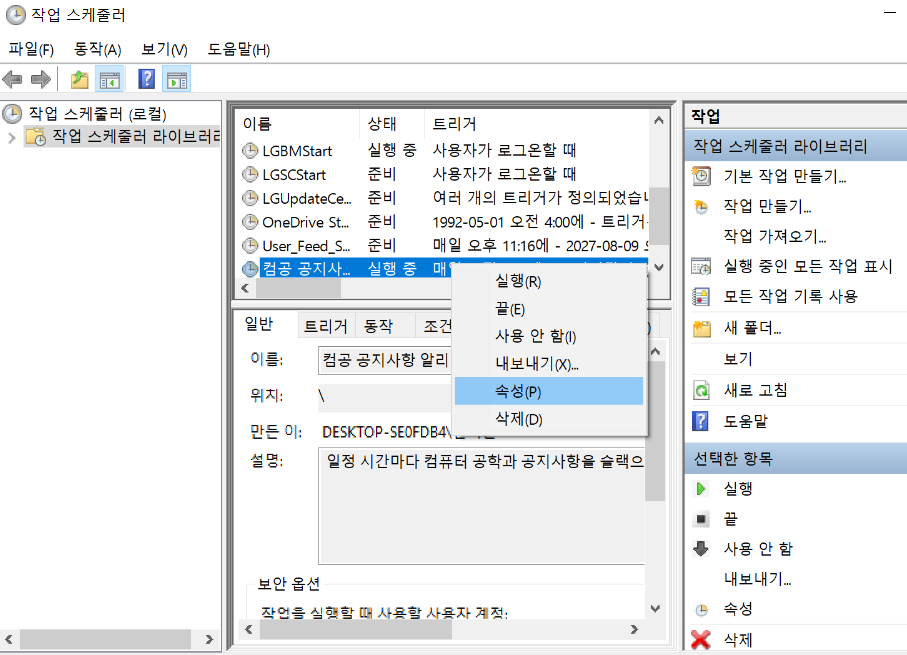 작업 스케줄러
파일(F) 동작(A) 보기(V) 도움말(H)
작업 스케줄러 (로컬)
작업 스케줄러 라이브러리
이름 상태 트리거
LGBMStart 실행 중 사용자가 로그온할 때
LGSCStart 준비 사용자가 로그온할 때
LGUpdateCe... 준비 여러 개의 트리거가 정의되었습
OneDrive St... 준비 1992-05-01 오전 4:00에 - 트리거
User_Feed_S... 준비 매일 오후 11:16에 - 2027-08-09
컴공 공지사... 실행 중
실행(R)
끝(E)
사용 안 함(I)
내보내기(X)...
속성(P)
삭제(D)
일반 트리거 동작 조건
이름: 컴공 공지사항 알리
위치: \
만든 이: DESKTOP-SE0FDB4\
설명: 일정 시간마다 컴퓨터 공학과 공지사항을 슬랙으
보안 옵션
작업을 실행할 때 사용할 사용자 계정:
작업
작업 스케줄러 라이브러리
기본 작업 만들기...
작업 만들기...
작업 가져오기...
실행 중인 모든 작업 표시
모든 작업 기록 사용
새 폴더...
보기
새로 고침
도움말
선택한 항목
실행
끝
사용 안 함
내보내기...
속성
삭제